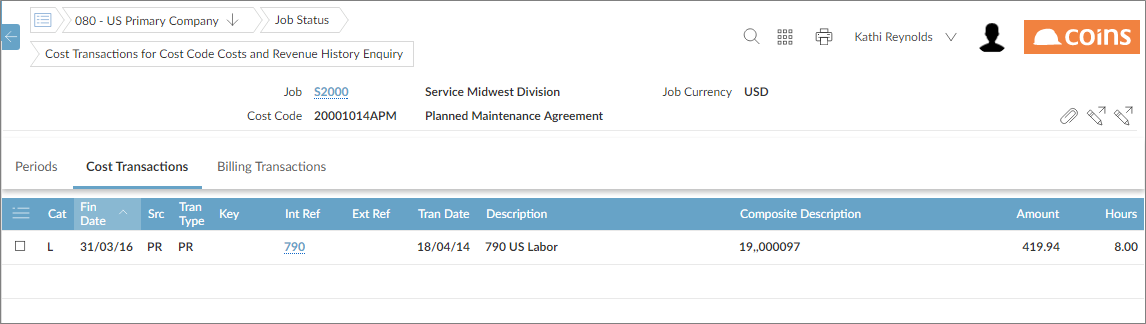 080 - US Primary Company
Job Status
Cost Transactions for Cost Code Costs and Revenue History Enquiry
Kathi Reynolds
coins
Job S2000 Service Midwest Division Job Currency USD
Cost Code 20001014APM Planned Maintenance Agreement
Periods Cost Transactions Billing Transactions
Cat Fin Date Src Tran Type Key Int Ref Ext Ref Tran Date Description Composite Description Amount Hours
L 31/03/16 PR PR 790 18/04/14 790 US Labor 19,,000097 419.94 8.00